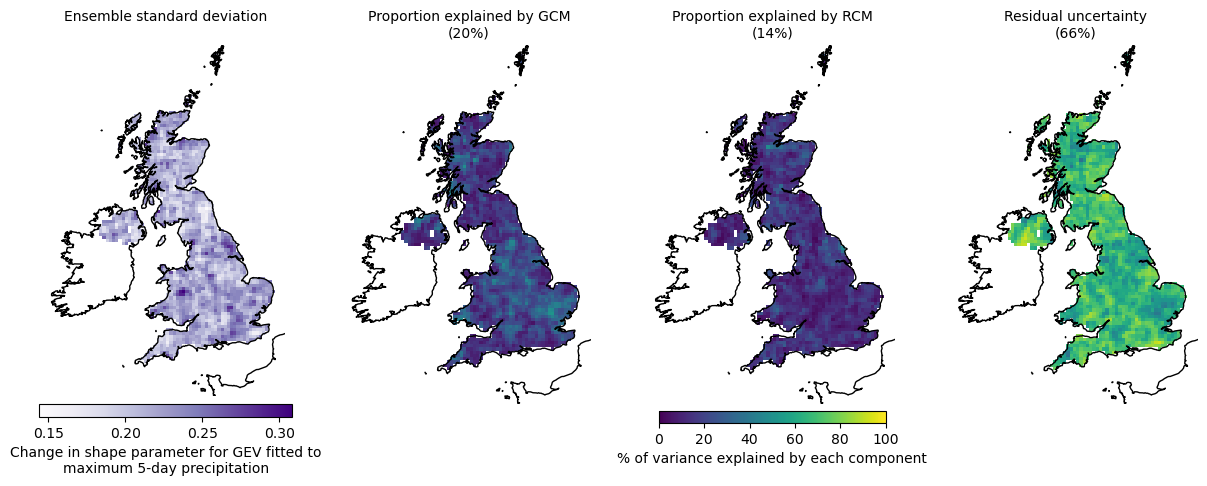 Ensemble standard deviation
Proportion explained by GCM
(20%)
Proportion explained by RCM
(14%)
Residual uncertainty
(66%)
0.15 0.20 0.25 0.30
Change in shape parameter for GEV fitted to
maximum 5-day precipitation
0 20 40 60 80 100
% of variance explained by each component